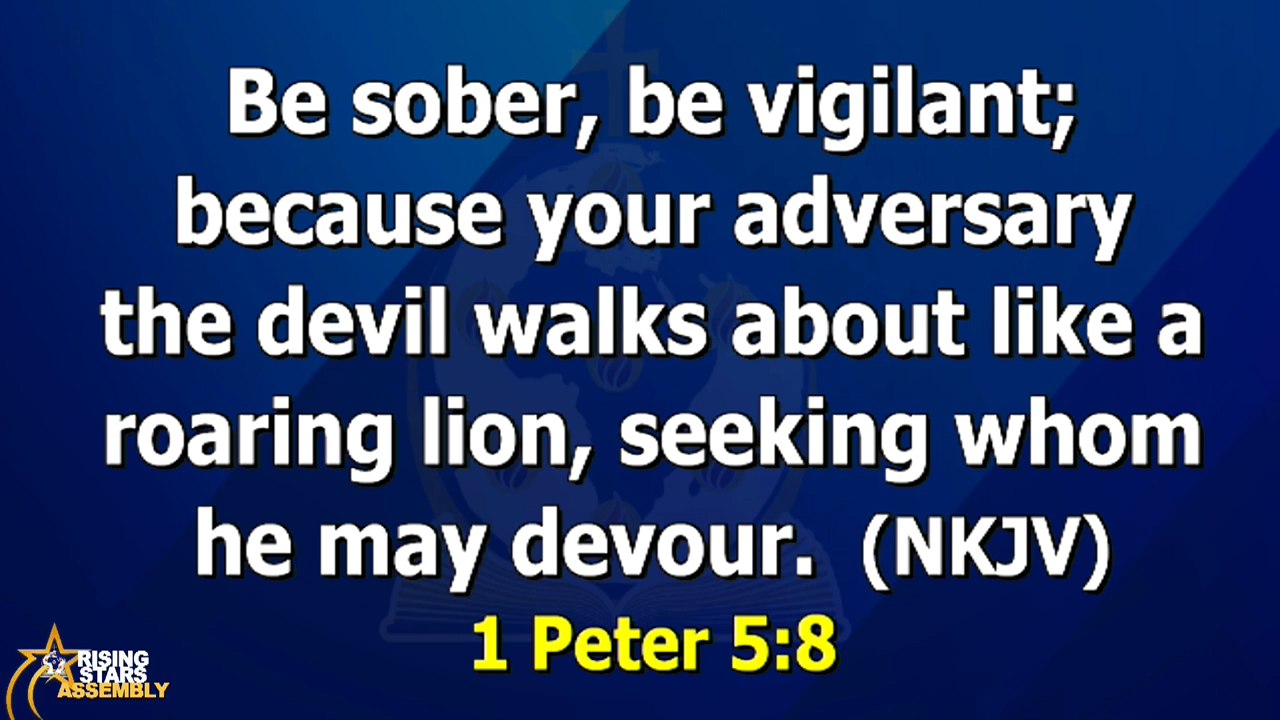 Be sober, be vigilant;
because your adversary
the devil walks about like a
roaring lion, seeking whom
he may devour. (NKJV)
1 Peter 5:8
RISING
STARS
ASSEMBLY